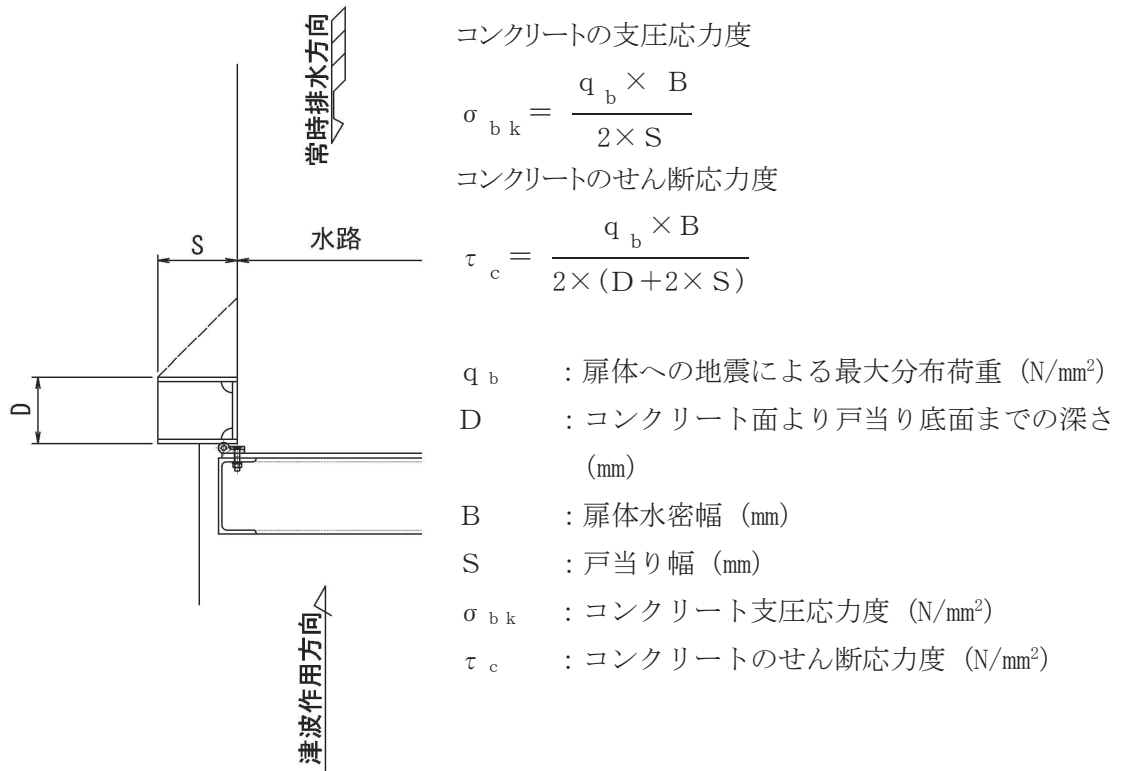 常時排水方向
S
水路
D
津波作用方向
コンクリートの支圧応力度
σbk＝ qb× B
2×S
コンクリートのせん断応力度
τc＝ qb×B
2×(D＋2×S)
qb ：扉体への地震による最大分布荷重 (N/mm²)
D ：コンクリート面より戸当り底面までの深さ
(mm)
B ：扉体水密幅 (mm)
S ：戸当り幅 (mm)
σbk ：コンクリート支圧応力度 (N/mm²)
τc ：コンクリートのせん断応力度 (N/mm²)